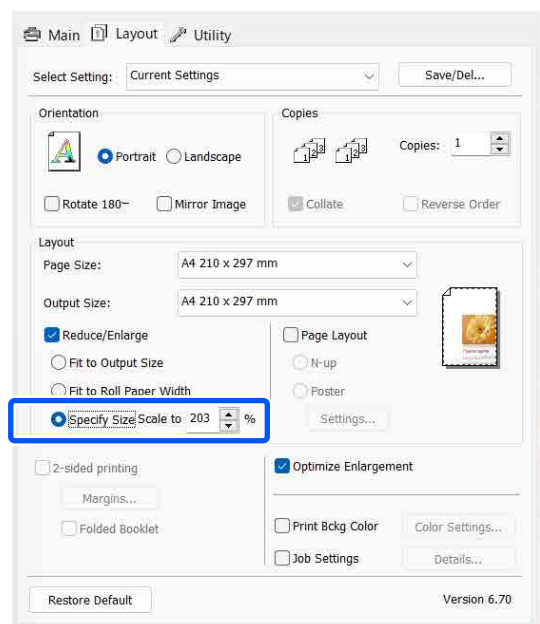 Main Layout Utility
Select Setting: Current Settings Save/Del...
Orientation
Portrait Landscape
Rotate 180- Mirror Image
Copies
Copies: 1
Collate Reverse Order
Layout
Page Size: A4 210 x 297 mm
Output Size: A4 210 x 297 mm
Reduce/Enlarge
Fit to Output Size
Fit to Roll Paper Width
Specify Size Scale to 203 %
Page Layout
N-up
Poster
Settings...
2-sided printing
Margins...
Folded Booklet
Optimize Enlargement
Print Bckg Color Color Settings...
Job Settings Details...
Restore Default Version 6.70